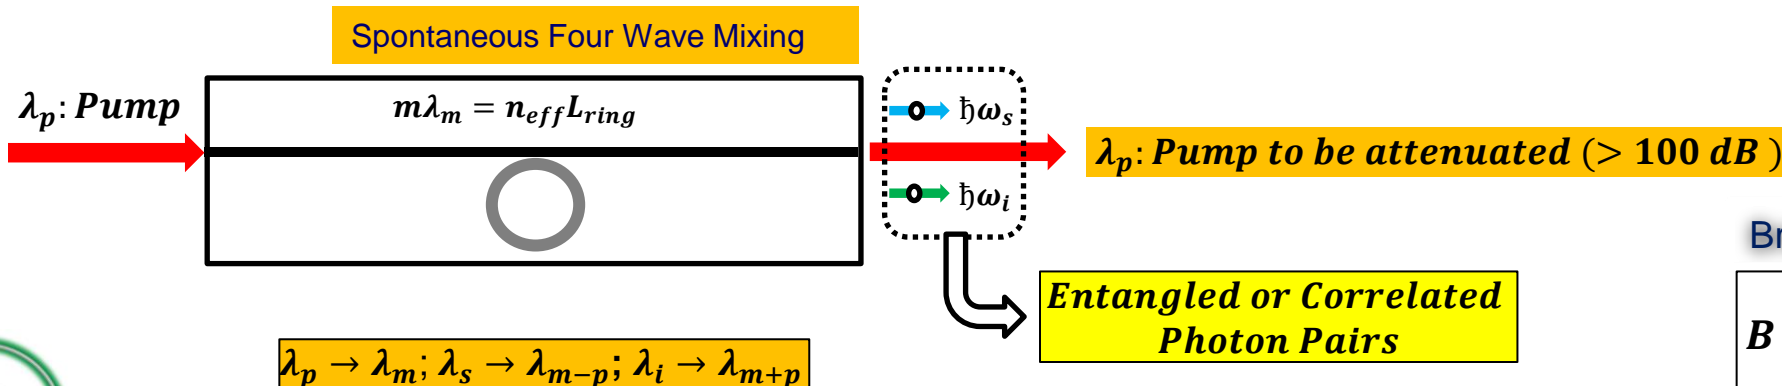 Spontaneous Four Wave Mixing
λp: Pump
mλm = neffLring
ħωs
λp: Pump to be attenuated (> 100 dB )
ħωi
Br
Entangled or Correlated
Photon Pairs
B
λp → λm; λs → λm−p; λi → λm+p